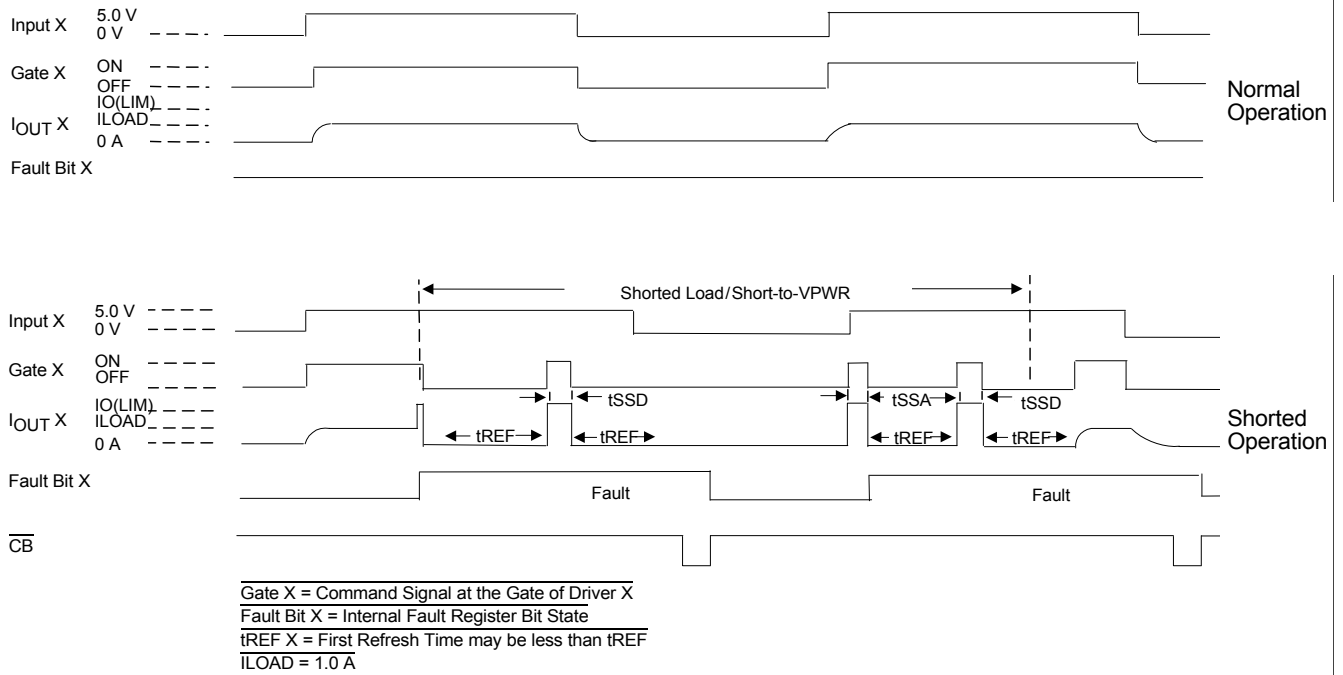 Input X 5.0 V
0 V
Gate X ON
OFF
IO(LIM)
IOUT X ILOAD
0 A
Fault Bit X
Normal
Operation
Shorted Load/Short-to-VPWR
Input X 5.0 V
0 V
Gate X ON
OFF
tSSD tSSA tSSD
IO(LIM)
IOUT X ILOAD
0 A
tREF tREF tREF tREF
Shorted
Operation
Fault Bit X
Fault Fault
CB
Gate X = Command Signal at the Gate of Driver X
Fault Bit X = Internal Fault Register Bit State
tREF X = First Refresh Time may be less than tREF
ILOAD = 1.0 A